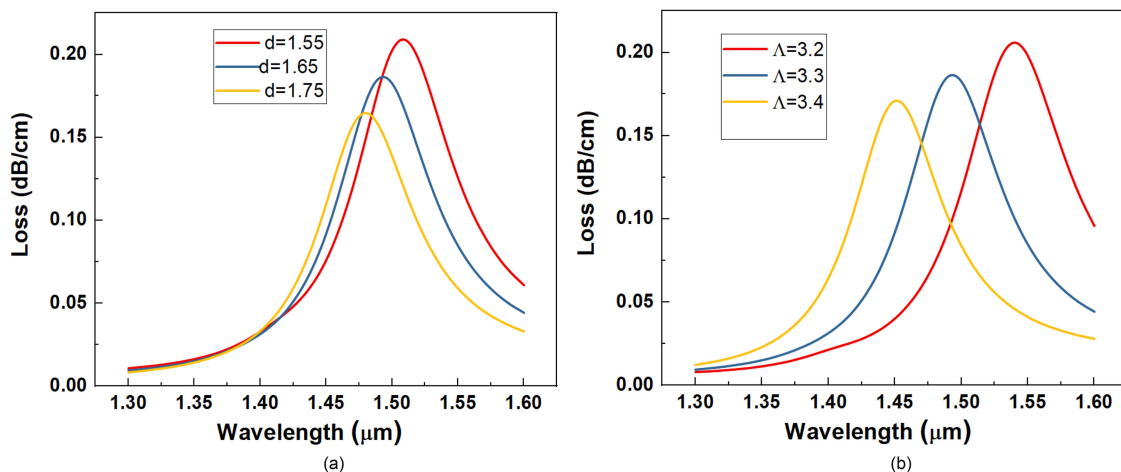 0.20
0.15
0.10
0.05
0.00
Loss (dB/cm)
d=1.55
d=1.65
d=1.75
1.30 1.35 1.40 1.45 1.50 1.55 1.60
Wavelength (μm)
(a)
0.20
0.15
0.10
0.05
0.00
Loss (dB/cm)
Λ=3.2
Λ=3.3
Λ=3.4
1.30 1.35 1.40 1.45 1.50 1.55 1.60
Wavelength (μm)
(b)